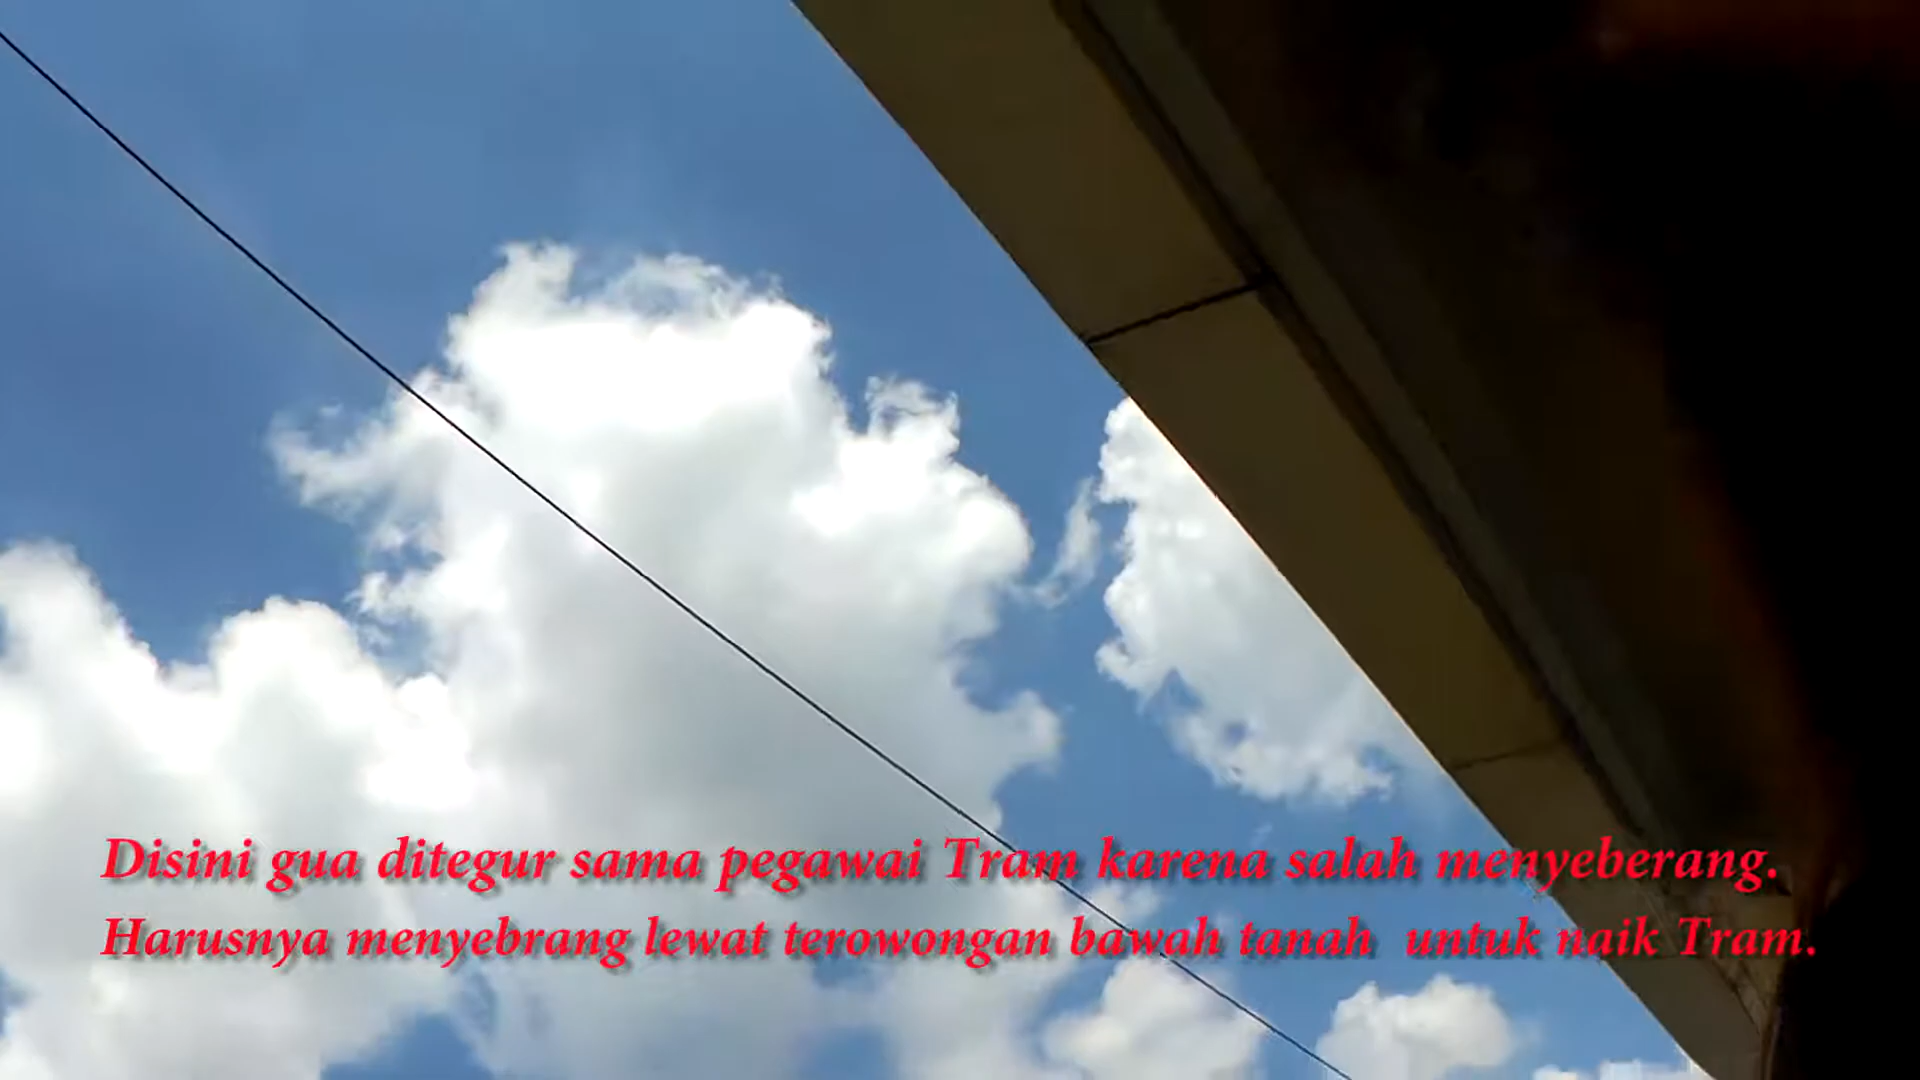 Disini gua ditegur sama pegawai Tram karena salah menyeberang.
Harusnya menyebrang lewat terowongan bawah tanah untuk naik Tram.